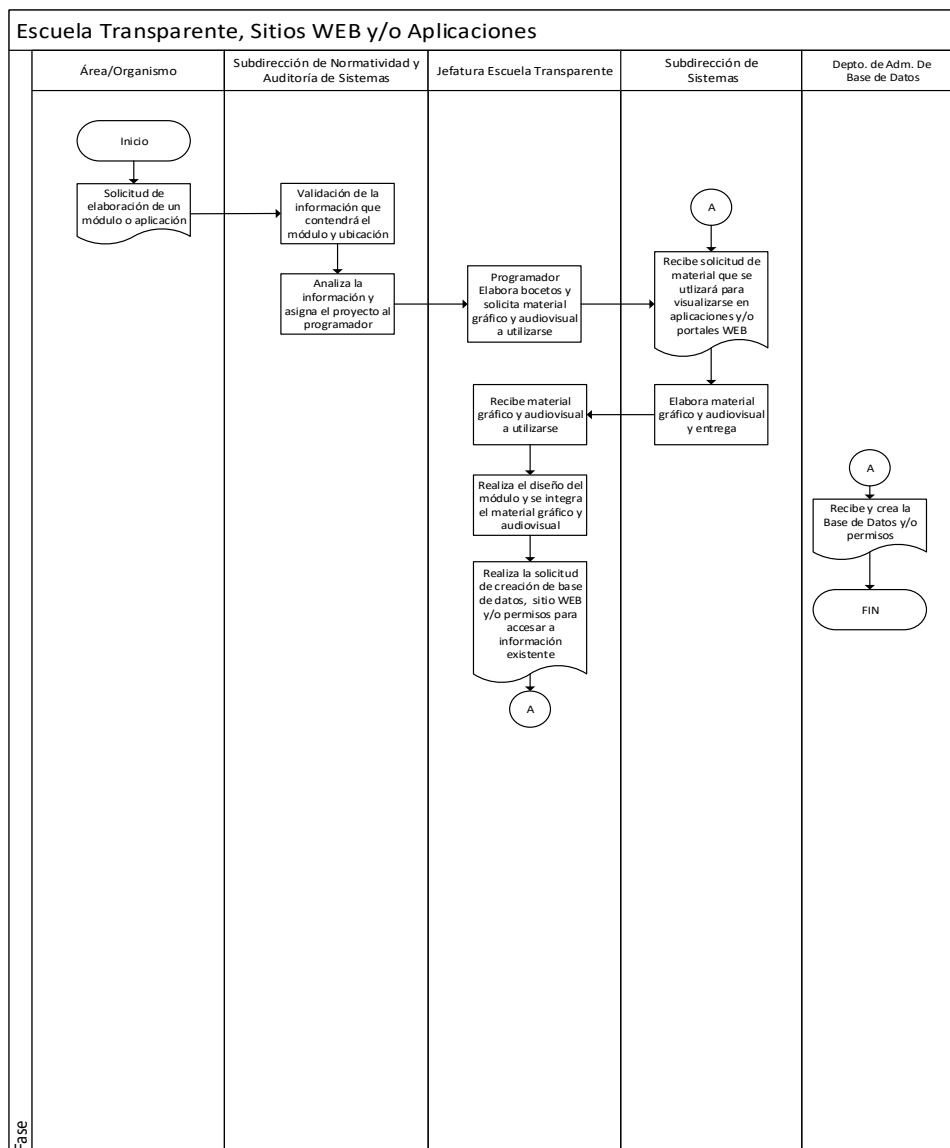 Escuela Transparente, Sitios WEB y/o Aplicaciones
Área/Organismo
Subdirección de Normatividad y
Auditoría de Sistemas
Jefatura Escuela Transparente
Subdirección de
Sistemas
Depto. de Adm. De
Base de Datos
Inicio
Solicitud de
elaboración de un
módulo o aplicación
Validación de la
información que
contendrá el
módulo y ubicación
Analiza la
información y
asigna el proyecto al
programador
Programador
Elabora bocetos y
solicita material
gráfico y audiovisual
a utilizarse
A
Recibe solicitud de
material que se
utlizará para
visualizarse en
aplicaciones y/o
portales WEB
Elabora material
gráfico y audiovisual
y entrega
Recibe material
gráfico y audiovisual
a utilizarse
Realiza el diseño del
módulo y se integra
el material gráfico y
audiovisual
Realiza la solicitud
de creación de base
de datos, sitio WEB
y/o permisos para
accesar a
información
existente
A
A
Recibe y crea la
Base de Datos y/o
permisos
FIN
Fase